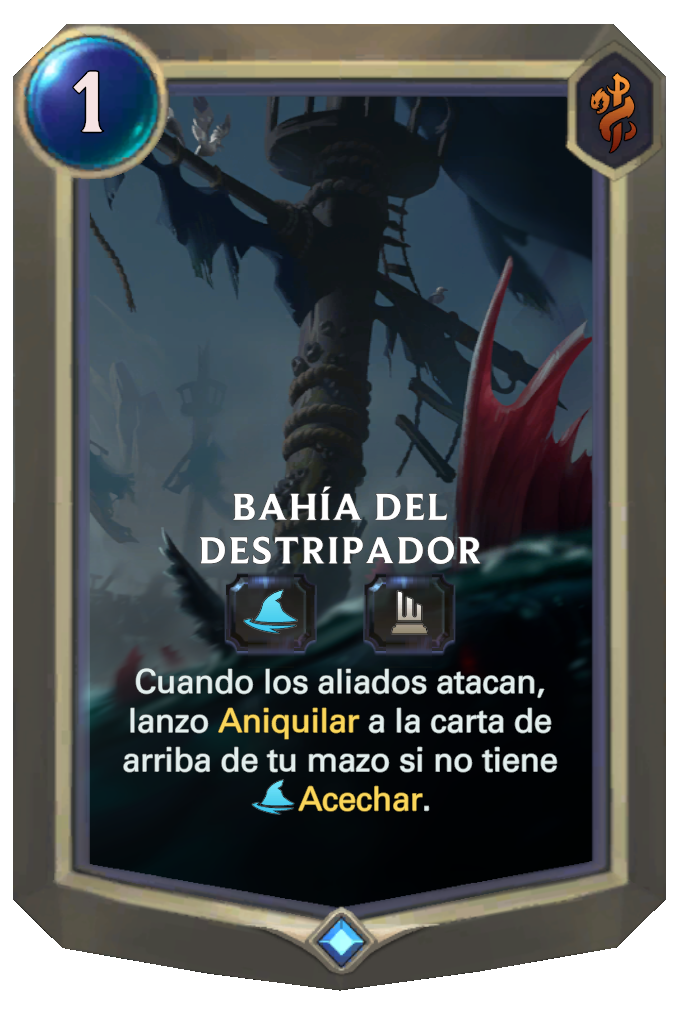 1
BAHÍA DEL
DESTRIPADOR
Cuando los aliados atacan,
lanzo Aniquilar a la carta de
arriba de tu mazo si no tiene
Acechar.